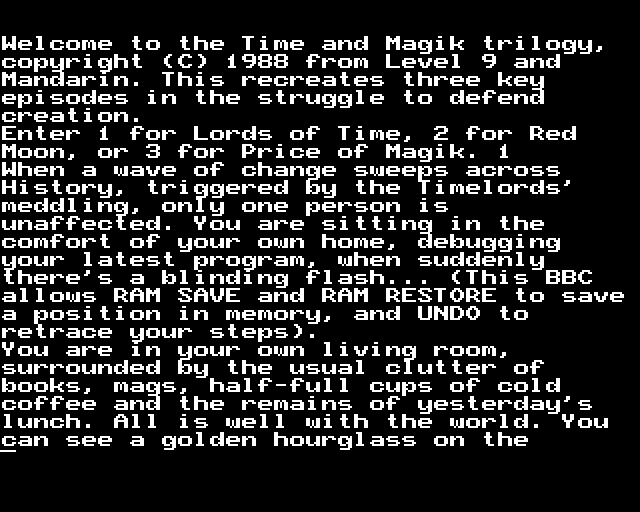 Welcome to the Time and Magik trilogy,
copyright (C) 1988 from Level 9 and
Mandarin. This recreates three key
episodes in the struggle to defend
creation.
Enter 1 for Lords of Time, 2 for Red
Moon, or 3 for Price of Magik. 1
When a wave of change sweeps across
History, triggered by the Timelords'
meddling, only one person is
unaffected. You are sitting in the
comfort of your own home, debugging
your latest program, when suddenly
there's a blinding flash... (This BBC
allows RAM SAVE and RAM RESTORE to save
a position in memory, and UNDO to
retrace your steps).
You are in your own living room,
surrounded by the usual clutter of
books, mags, half-full cups of cold
coffee and the remains of yesterday's
lunch. All is well with the world. You
can see a golden hourglass on the